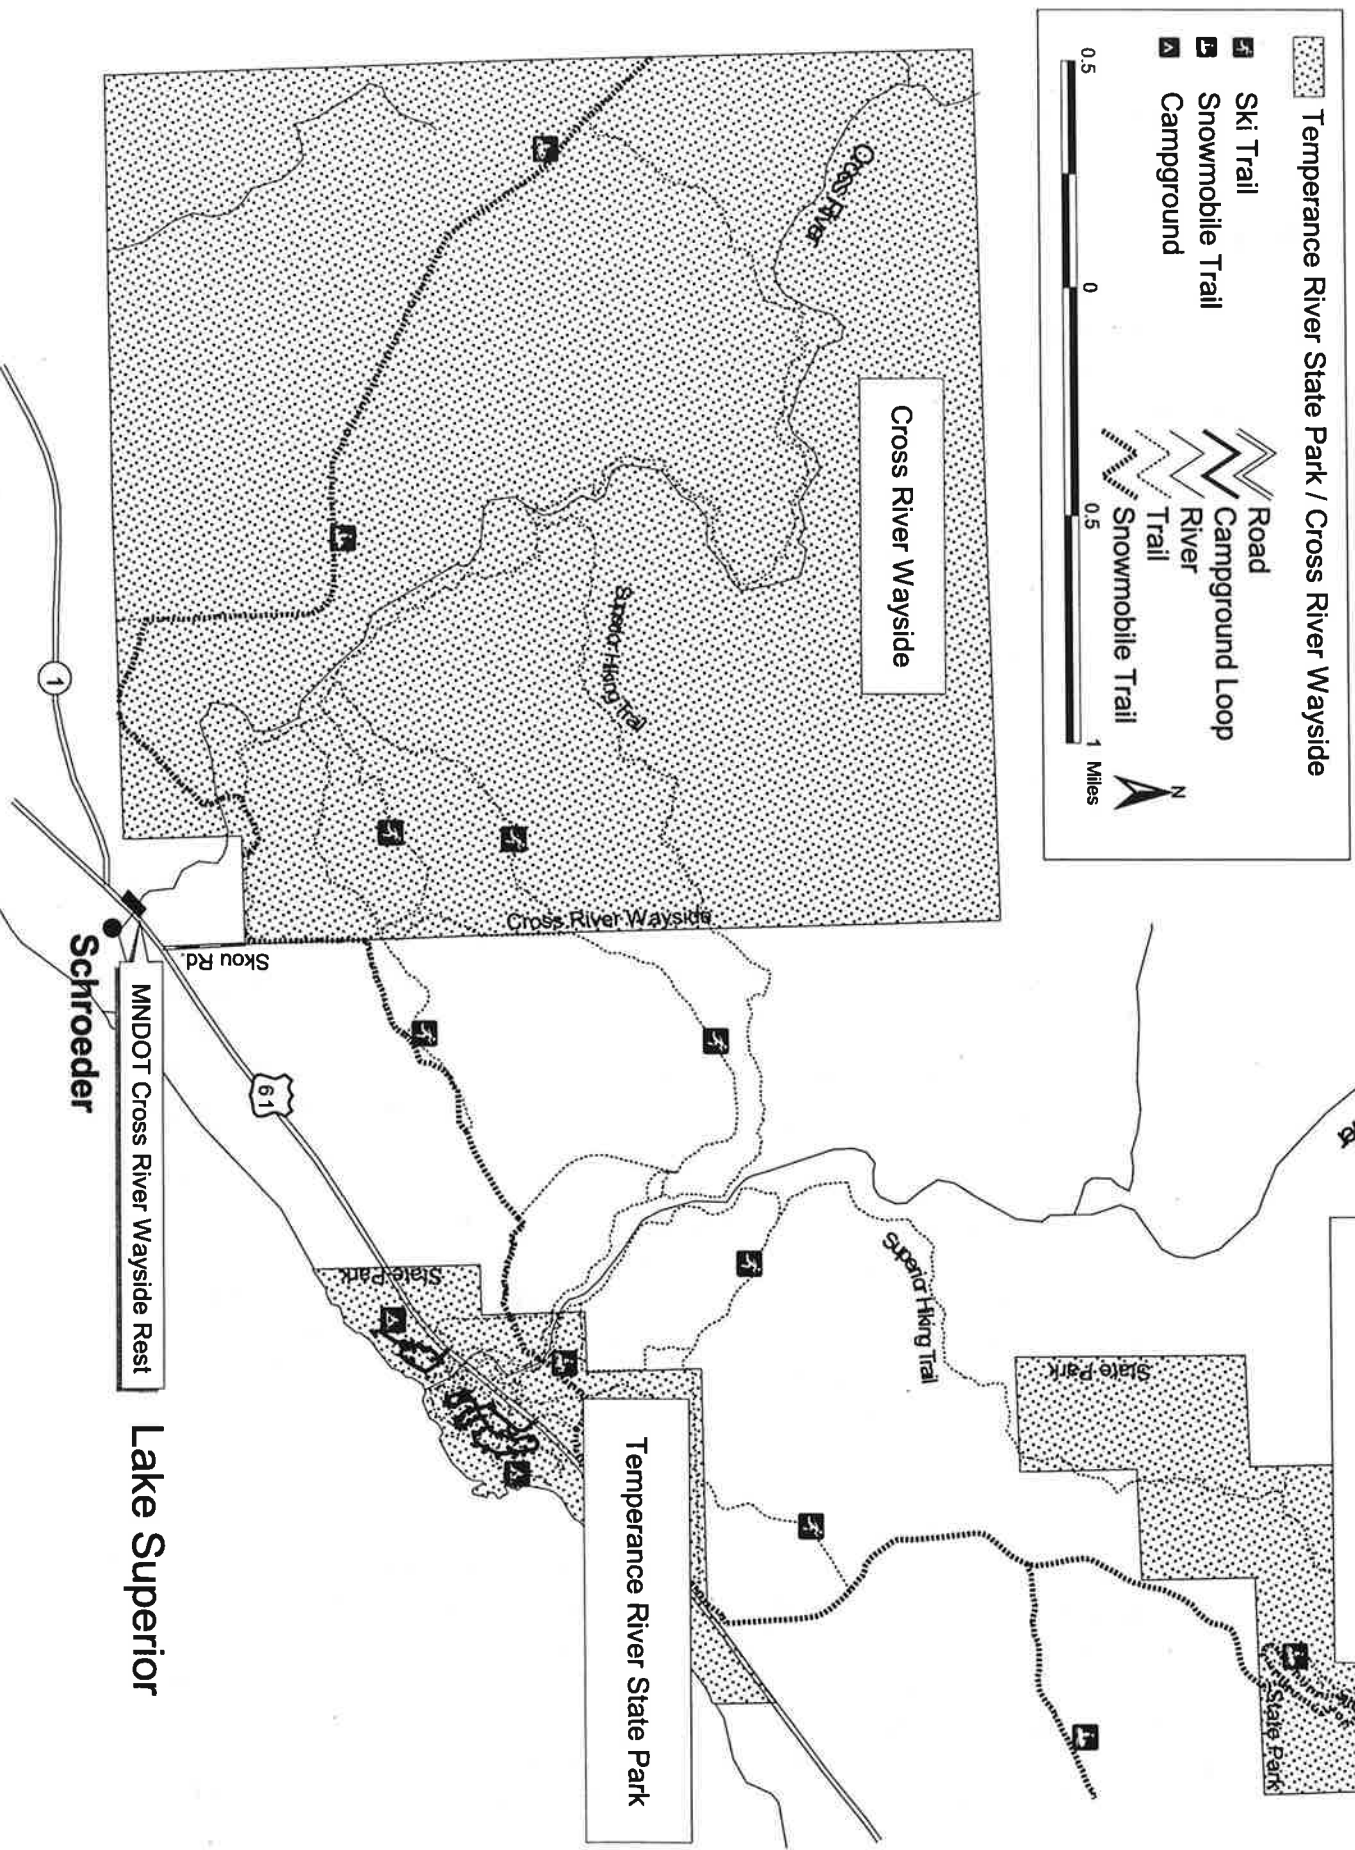 Temperance River State Park / Cross River Wayside
Ski Trail
Snowmobile Trail
Campground
Road
Campground Loop
River
Trail
Snowmobile Trail
0.5
0
0.5
1 Miles
N
Cross River
Cross River Wayside
Superior Hiking Trail
Cross River Wayside
Skou Rd.
1
61
Schroeder
MNDOT Cross River Wayside Rest
Superior Hiking Trail
State Park
State Park
State Park
Temperance River State Park
Lake Superior